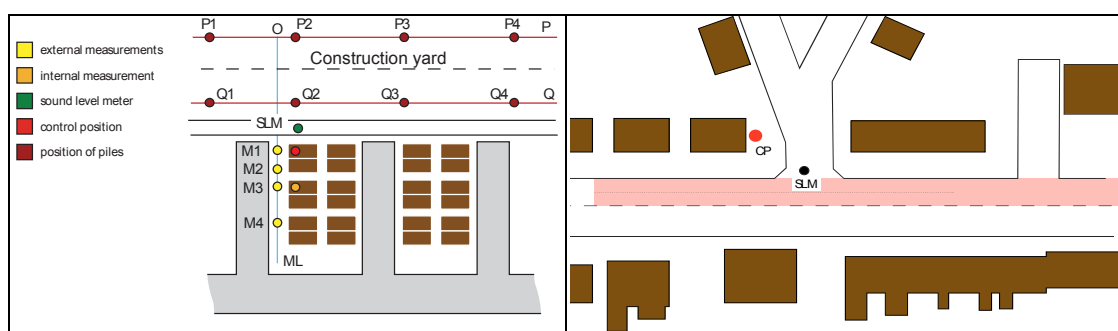 P1
O
P2
P3
P4
P
external measurements
internal measurement
sound level meter
control position
position of piles
Construction yard
Q1
Q2
Q3
Q4
Q
SLM
M1
M2
M3
M4
ML
CP
SLM